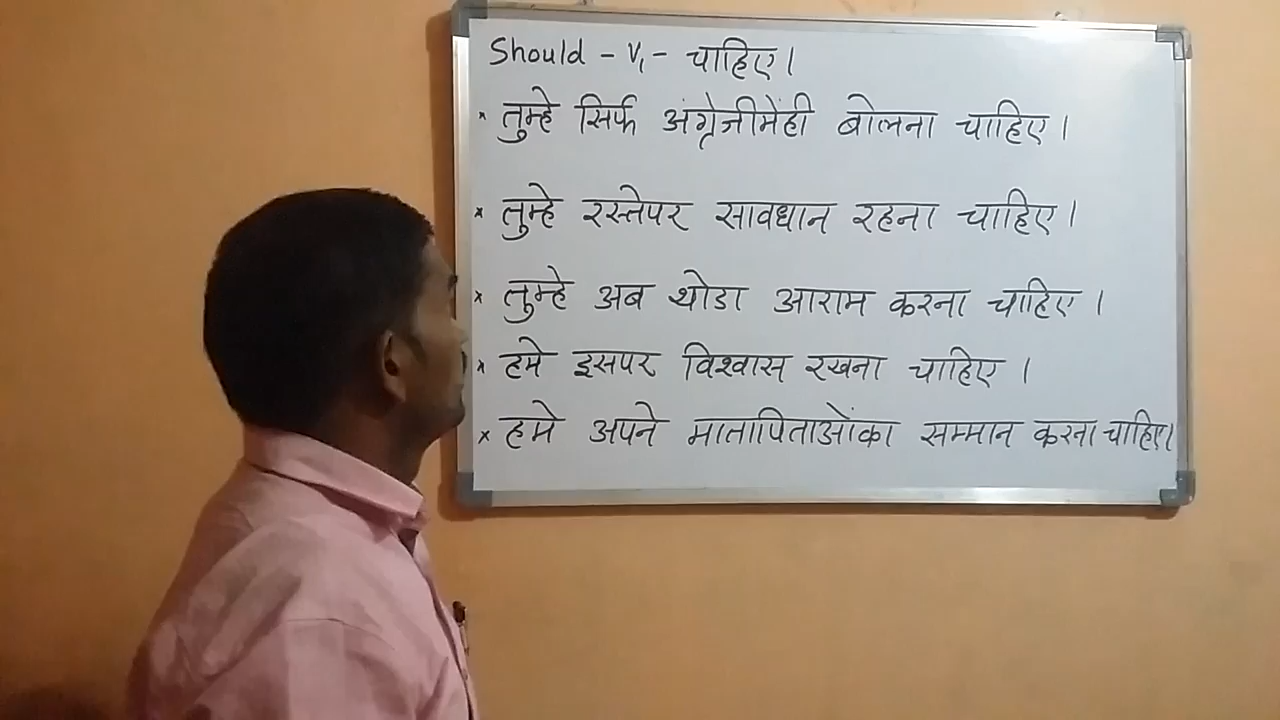 Should - V₁ - चाहिए।
× तुम्हे सिर्फ अंग्रेजीमेंही बोलना चाहिए।
× तुम्हे रस्तेपर सावधान रहना चाहिए।
× तुम्हे अब थोडा आराम करना चाहिए।
× हमे इसपर विश्वास रखना चाहिए।
× हमे अपने मातापिताओंका सम्मान करना चाहिए।